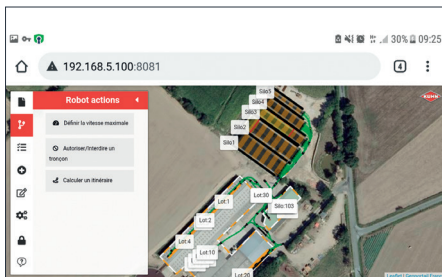 30% 09:25
192.168.5.100:8081
4
Robot actions
KUHN
Définir la vitesse maximale
Autoriser/Interdire un
tronçon
Calculer un itinéraire
Silo5
Silo4
Silo3
Silo2
Silo1
Lot:1
Lot:30
Silo:103
Lot:2
Lot:4
Lot:10
Lot:20